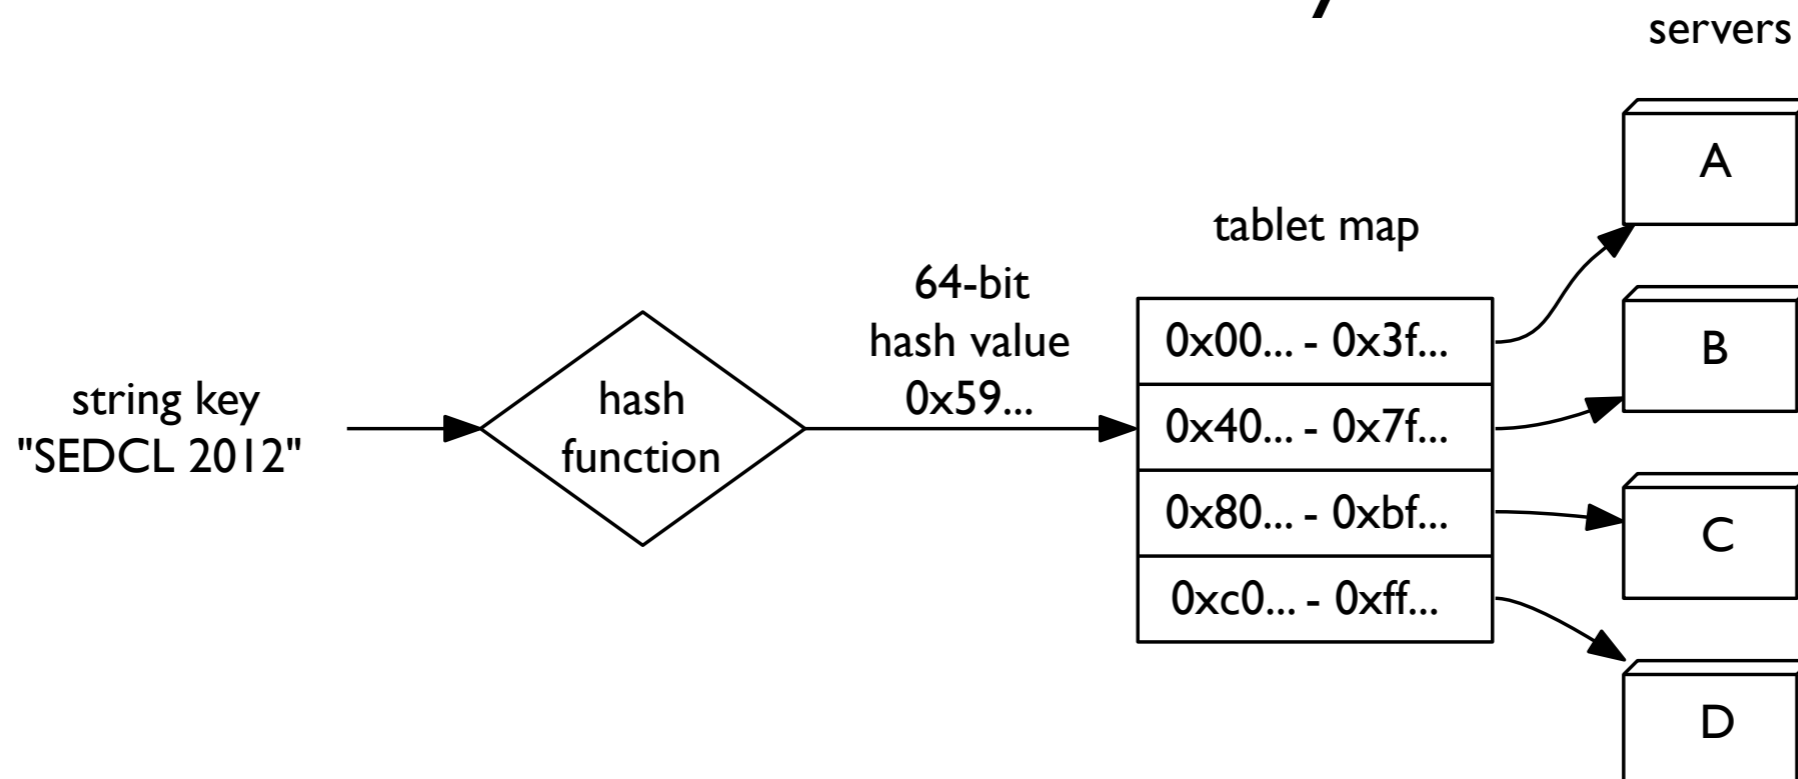 servers
A
tablet map
64-bit
hash value
0x59...
0x00... - 0x3f...
B
string key
"SEDCL 2012"
hash
function
0x40... - 0x7f...
0x80... - 0xbf...
C
0xc0... - 0xff...
D